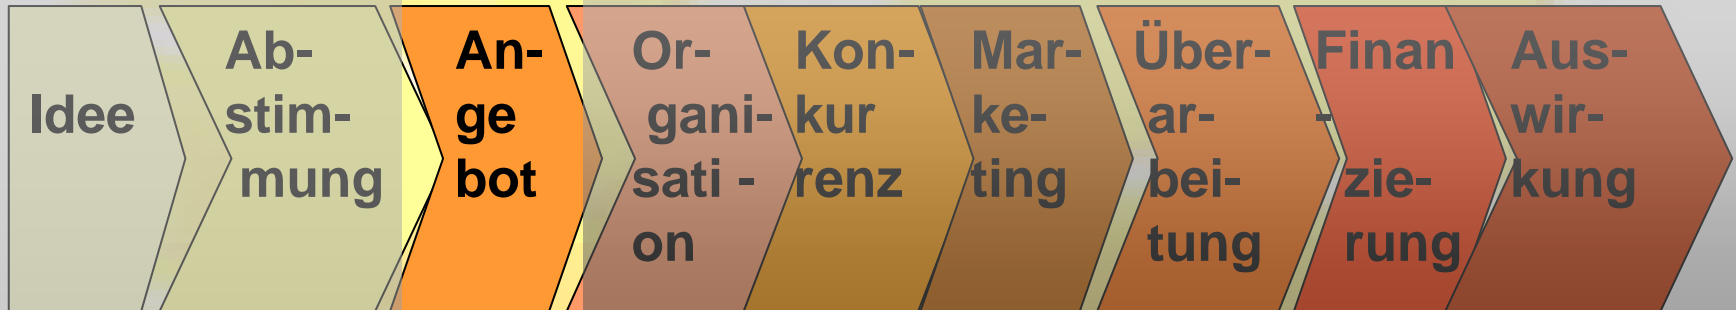 Idee
Ab-
stim-
mung
An-
ge
bot
Or-
gani-
sati -
on
Kon-
kur
renz
Mar-
ke-
ting
Über-
ar-
bei-
tung
Finan
-
zie-
rung
Aus-
wir-
kung